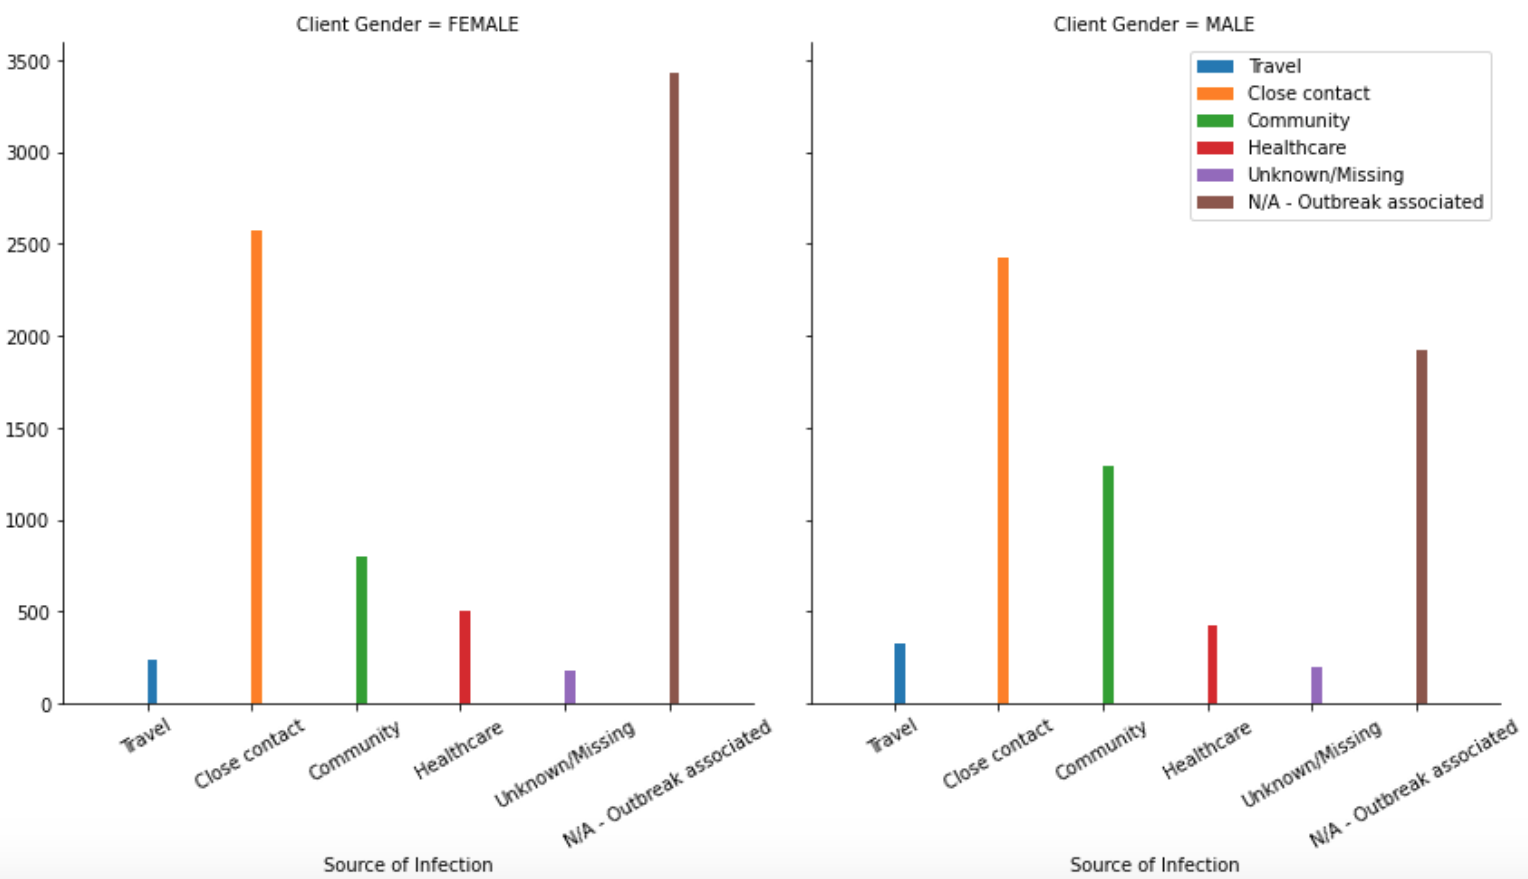 Client Gender = FEMALE
Client Gender = MALE
3500
3000
2500
2000
1500
1000
500
0
Travel
Close contact
Community
Healthcare
Unknown/Missing
N/A - Outbreak associated
Travel
Close contact
Community
Healthcare
Unknown/Missing
N/A - Outbreak associated
Travel
Close contact
Community
Healthcare
Unknown/Missing
N/A - Outbreak associated
Source of Infection
Source of Infection